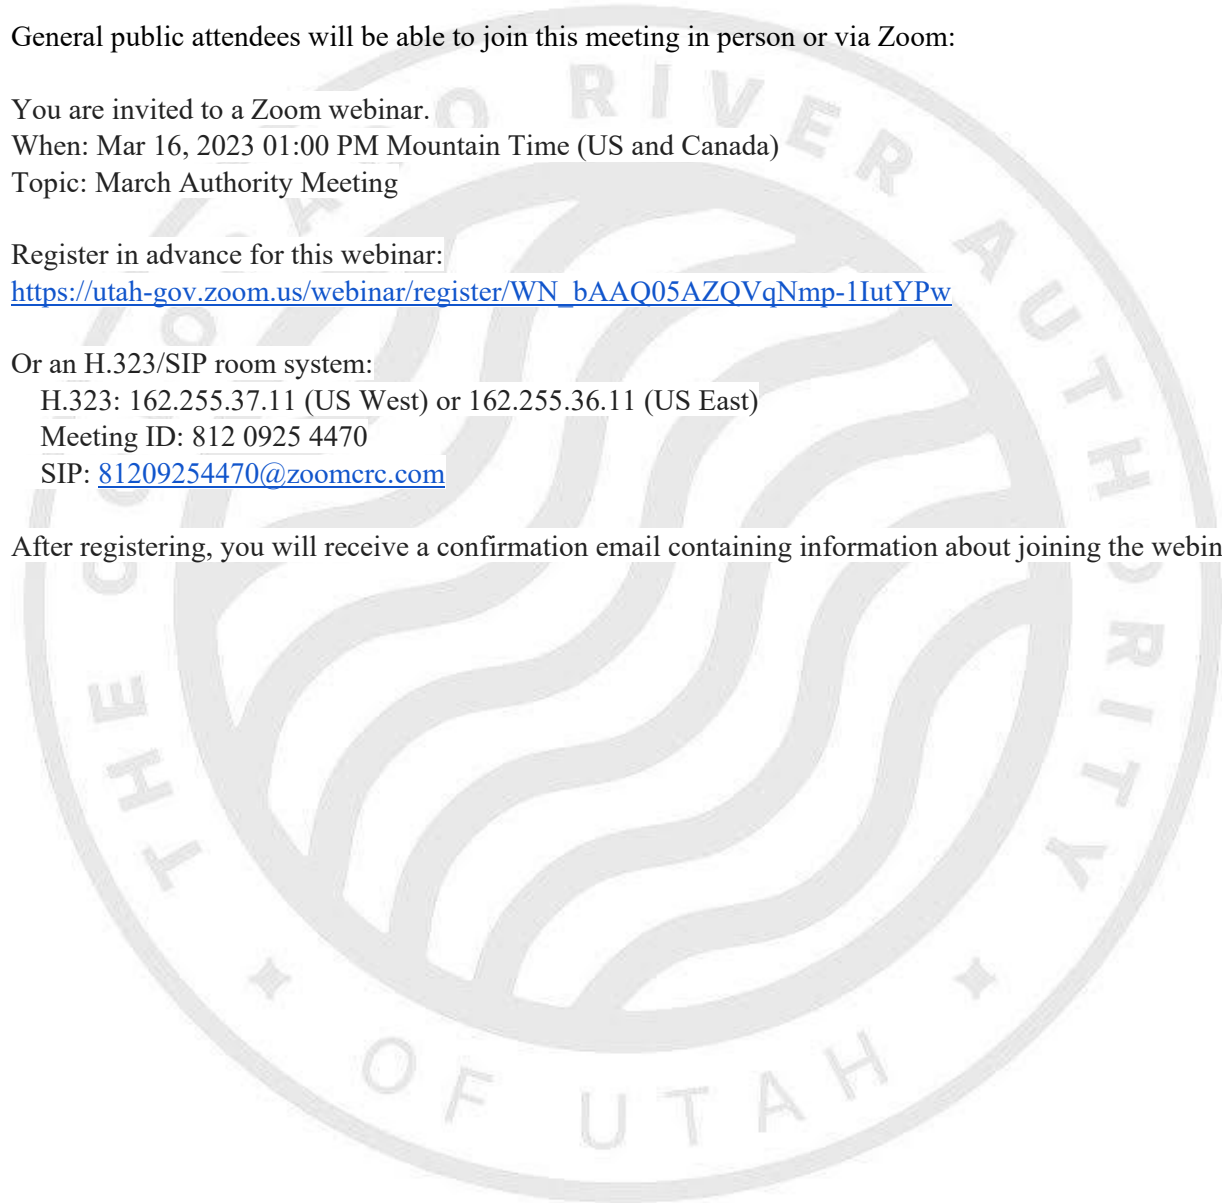 General public attendees will be able to join this meeting in person or via Zoom:
You are invited to a Zoom webinar.
When: Mar 16, 2023 01:00 PM Mountain Time (US and Canada)
Topic: March Authority Meeting
Register in advance for this webinar:
https://utah-gov.zoom.us/webinar/register/WN_bAAQ05AZQVqNmp-1IutYPw
Or an H.323/SIP room system:
H.323: 162.255.37.11 (US West) or 162.255.36.11 (US East)
Meeting ID: 812 0925 4470
SIP: 81209254470@zoomcrc.com
After registering, you will receive a confirmation email containing information about joining the webin
THE COLORADO RIVER AUTHORITY
OF UTAH